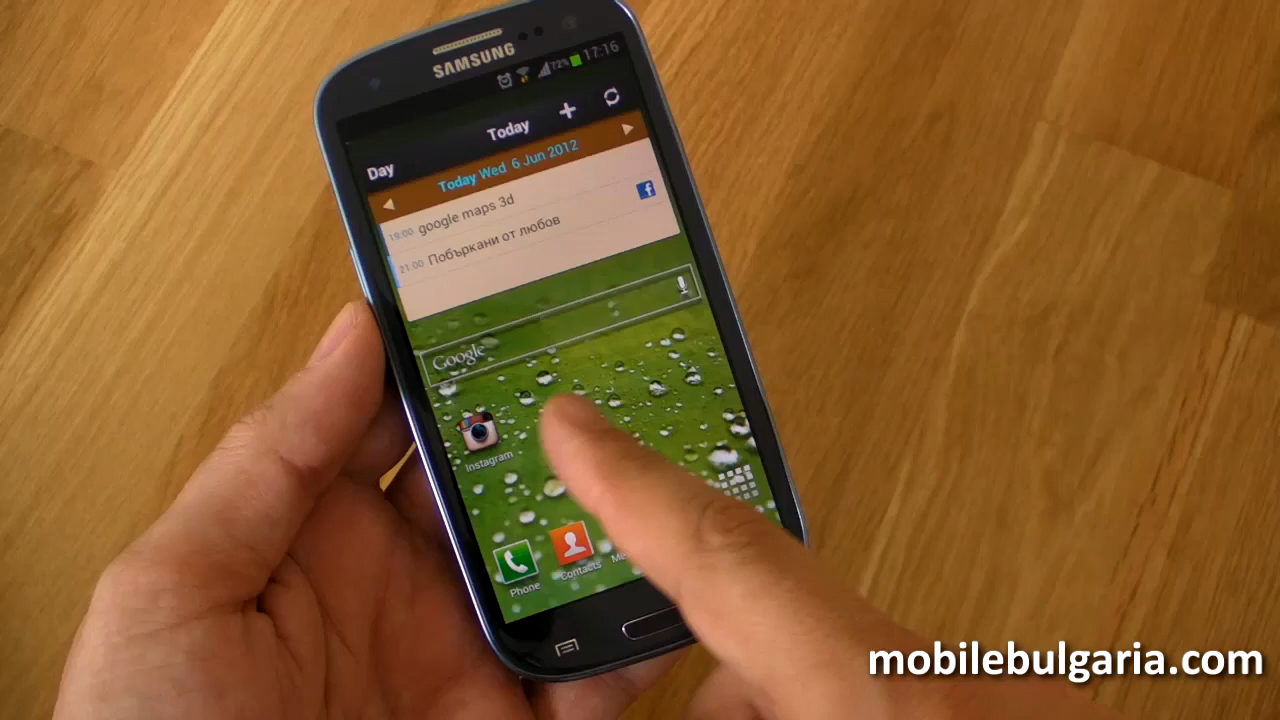 SAMSUNG
72% 17:16
Today
Day
Today Wed 6 Jun 2012
19:00 google maps 3d
21:00 Побъркани от любов
Google
Instagram
Phone
Contacts
mobilebulgaria.com